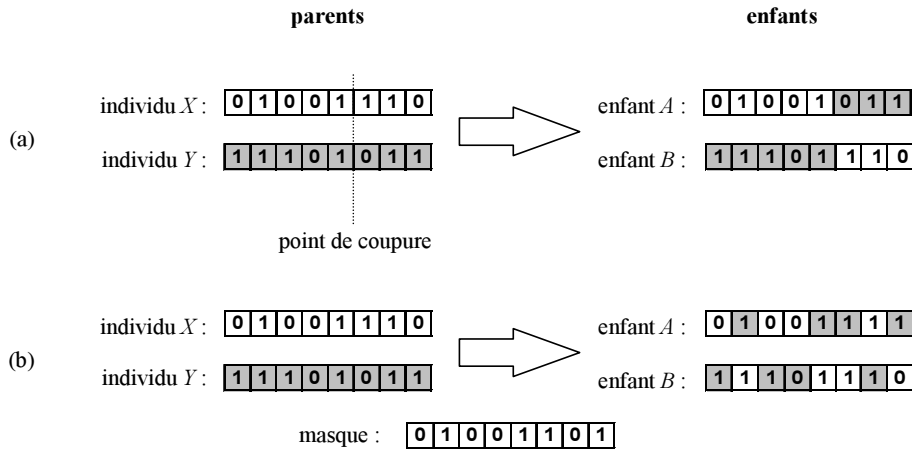 parents enfants
individu X : 0 1 0 0 1 1 1 0 enfant A : 0 1 0 0 1 0 1 1
(a)
individu Y : 1 1 1 0 1 0 1 1 enfant B : 1 1 1 0 1 1 1 0
point de coupure
individu X : 0 1 0 0 1 1 1 0 enfant A : 0 1 0 0 1 1 1 1
(b)
individu Y : 1 1 1 0 1 0 1 1 enfant B : 1 1 1 0 1 1 1 0
masque : 0 1 0 0 1 1 0 1